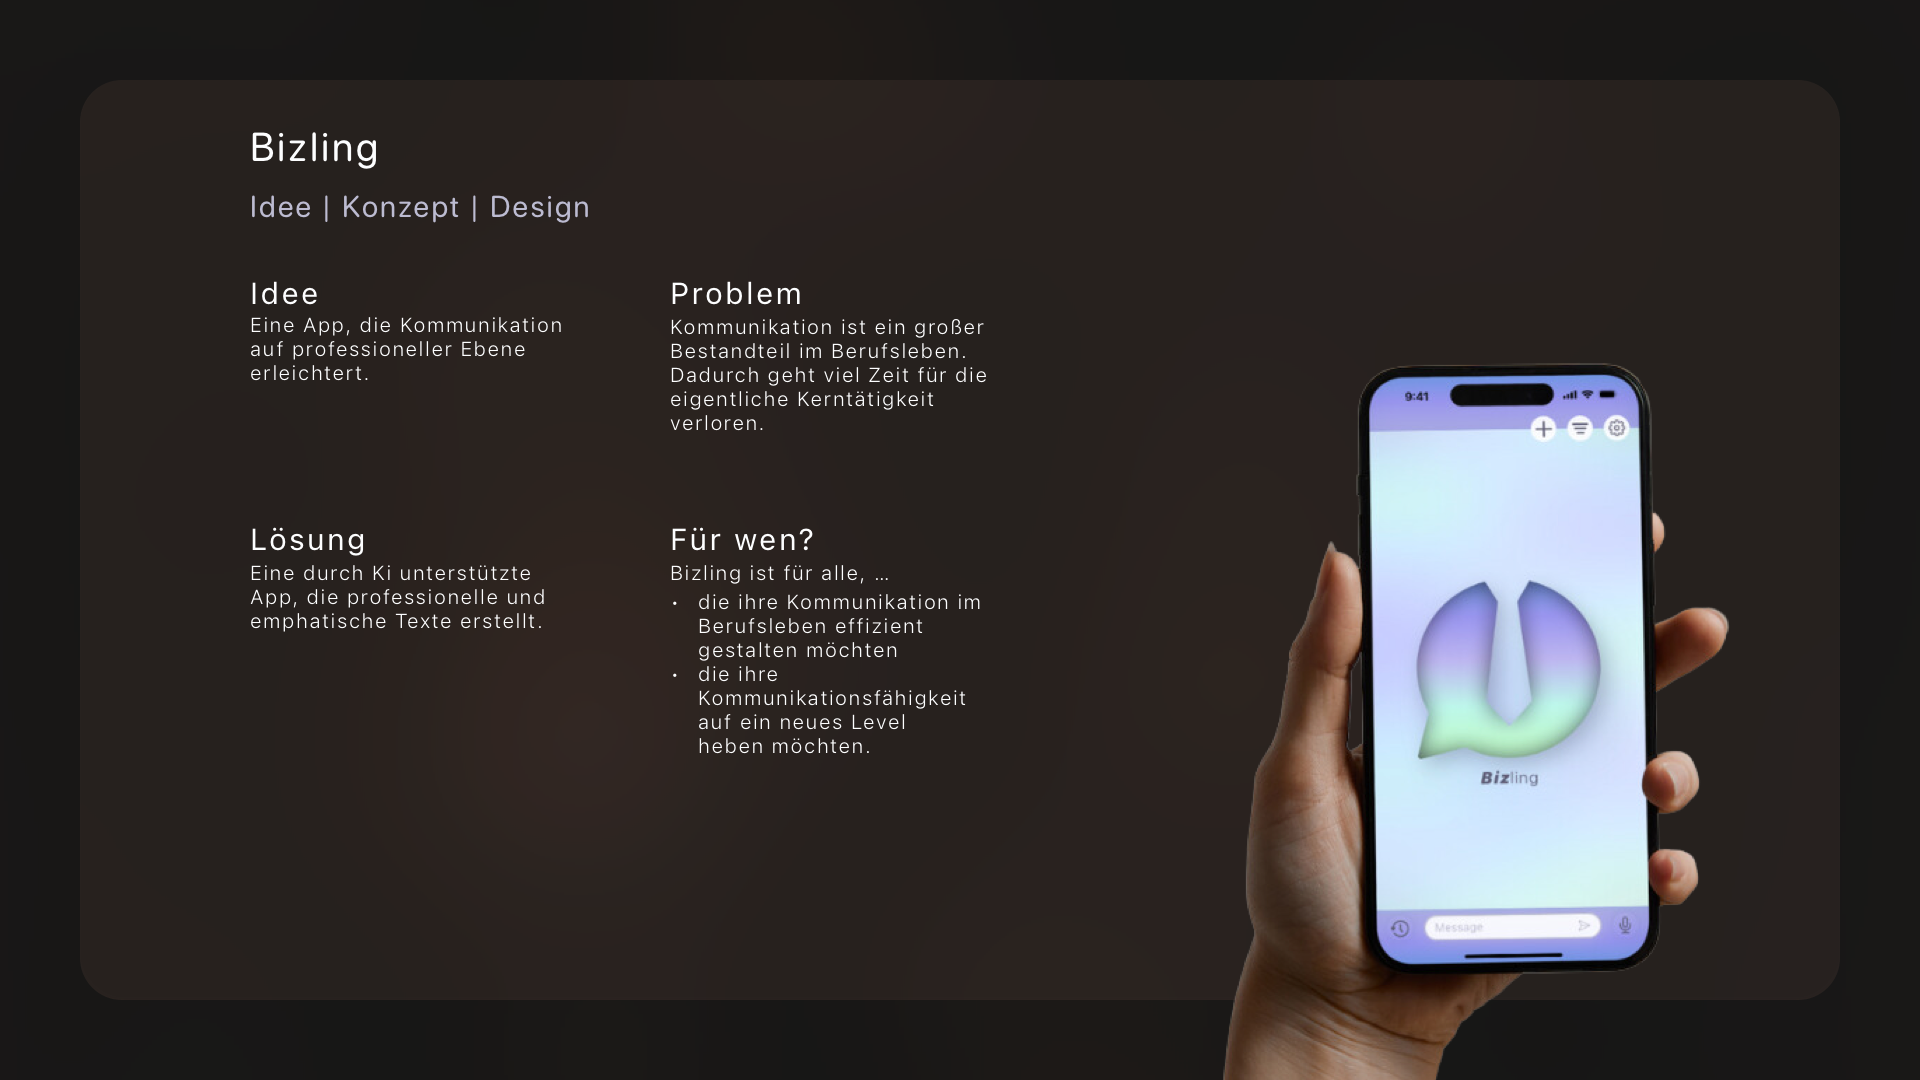 Bizling
Idee | Konzept | Design
Idee
Eine App, die Kommunikation
auf professioneller Ebene
erleichtert.
Problem
Kommunikation ist ein großer
Bestandteil im Berufsleben.
Dadurch geht viel Zeit für die
eigentliche Kerntätigkeit
verloren.
Lösung
Eine durch Ki unterstützte
App, die professionelle und
emphatische Texte erstellt.
Für wen?
Bizling ist für alle, …
• die ihre Kommunikation im
Berufsleben effizient
gestalten möchten
• die ihre
Kommunikationsfähigkeit
auf ein neues Level
heben möchten.
9:41
Bizling
Message